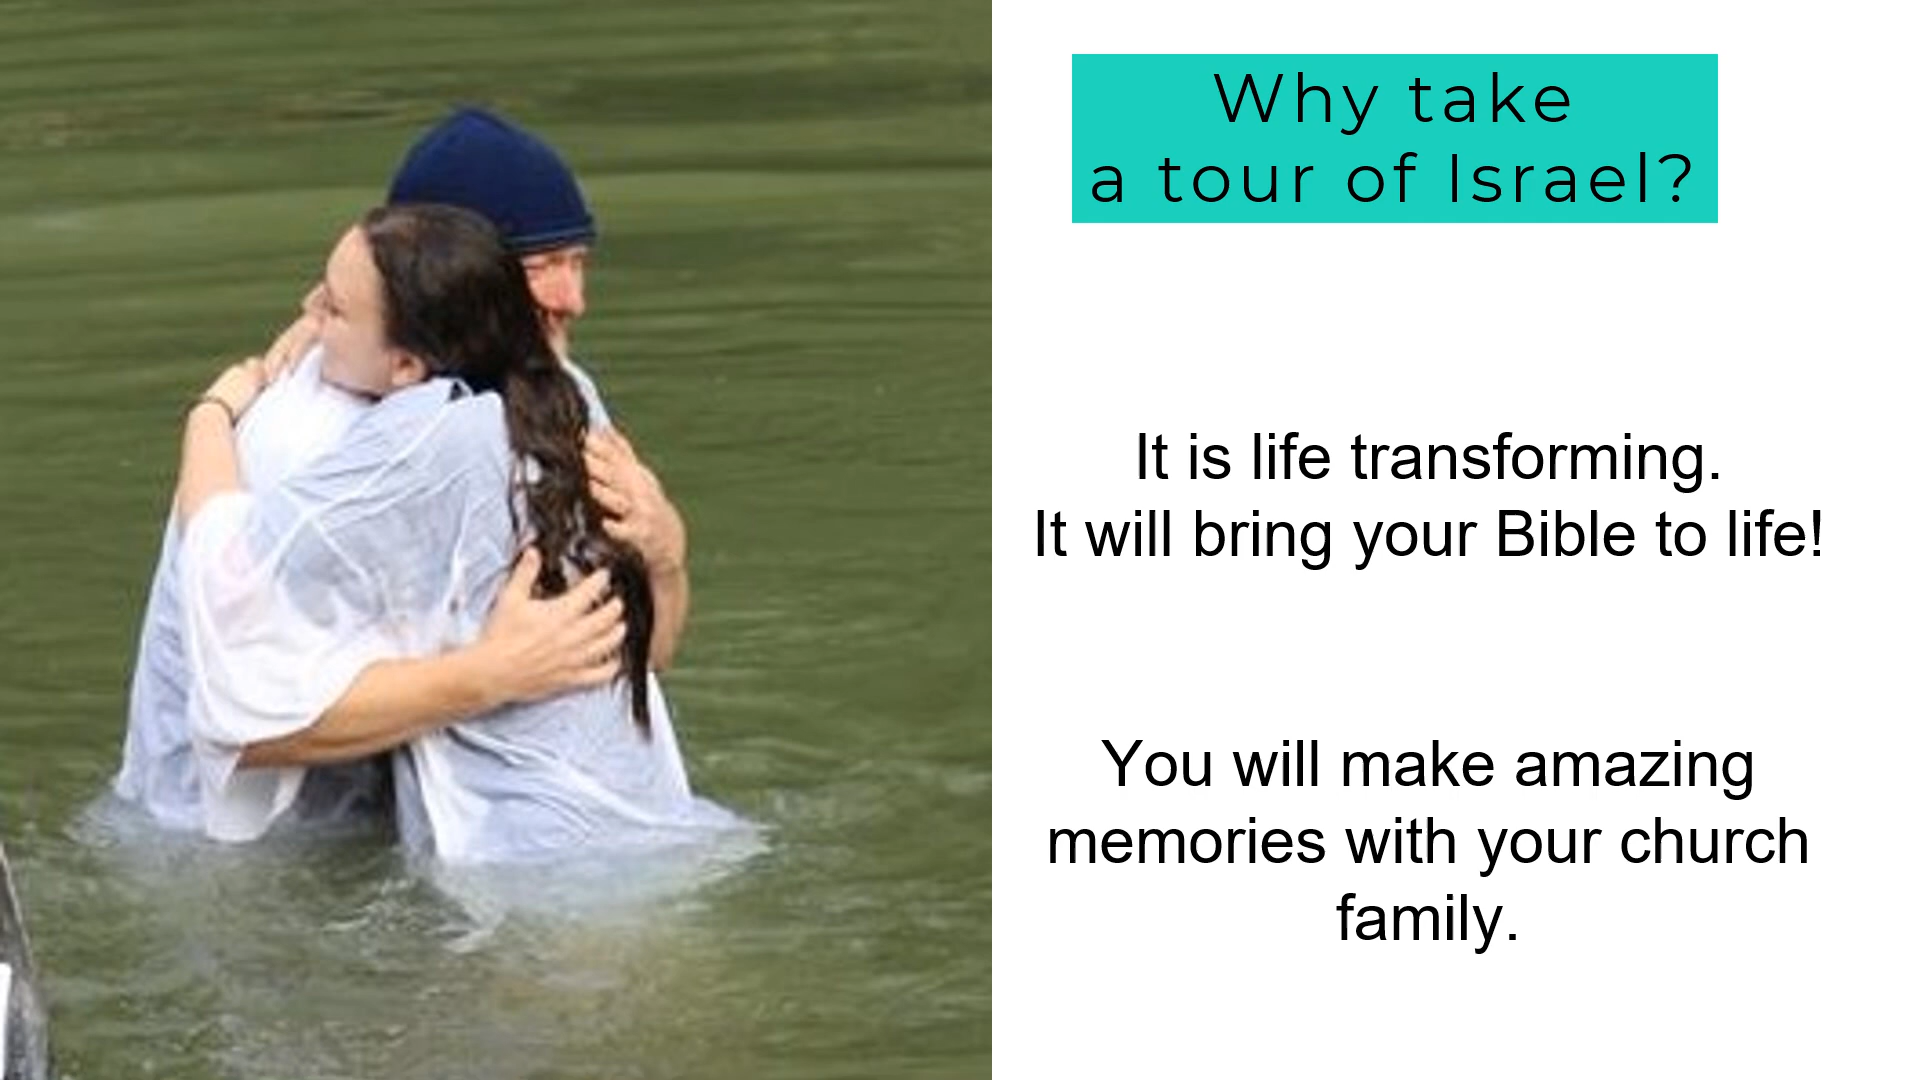 Why take
a tour of Israel?
It is life transforming.
It will bring your Bible to life!
You will make amazing
memories with your church
family.